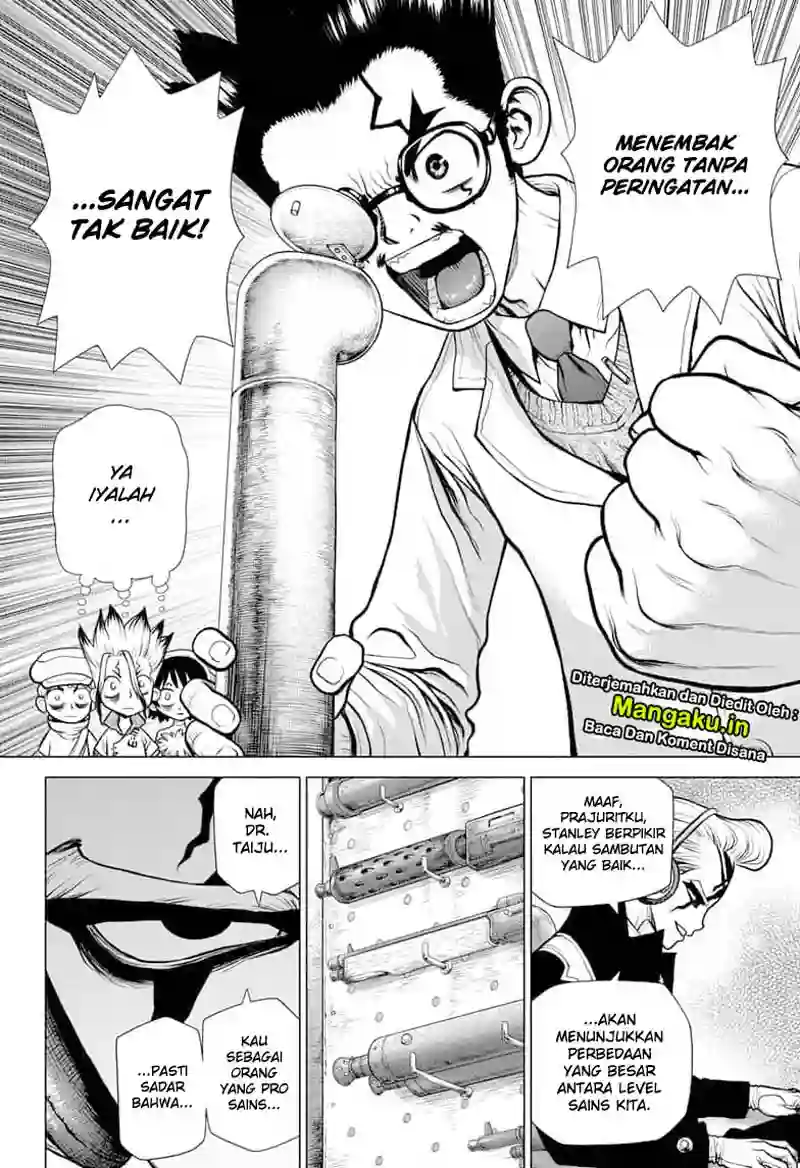 MENEMBAK
ORANG TANPA
PERINGATAN...
...SANGAT
TAK BAIK!
YA
IYALAH
...
Diterjemahkan dan Diedit Oleh :
Mangaku.in
Baca Dan Koment Disana
MAAF,
PRAJURITKU,
STANLEY BERPIKIR
KALAU SAMBUTAN
YANG BAIK...
...AKAN
MENUNJUKKAN
PERBEDAAN
YANG BESAR
ANTARA LEVEL
SAINS KITA.
NAH,
DR.
TAIJU...
KAU
SEBAGAI
ORANG
YANG PRO
SAINS...
...PASTI
SADAR
BAHWA...